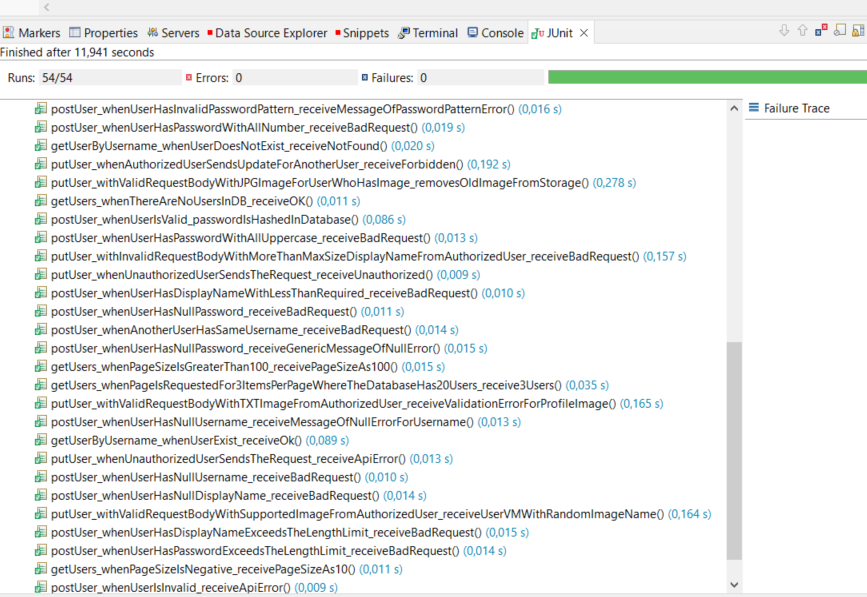 Markers Properties Servers Data Source Explorer Snippets Terminal Console JUnit
Finished after 11,941 seconds
Runs: 54/54 Errors: 0 Failures: 0
Failure Trace
postUser_whenUserHasInvalidPasswordPattern_receiveMessageOfPasswordPatternError() (0,016 s)
postUser_whenUserHasPasswordWithAllNumber_receiveBadRequest() (0,019 s)
getUserByUsername_whenUserDoesNotExist_receiveNotFound() (0,020 s)
putUser_whenAuthorizedUserSendsUpdateForAnotherUser_receiveForbidden() (0,192 s)
putUser_withValidRequestBodyWithJPGImageForUserWhoHasImage_removesOldImageFromStorage() (0,278 s)
getUsers_whenThereAreNoUsersInDB_receiveOK() (0,011 s)
postUser_whenUserIsValid_passwordIsHashedInDatabase() (0,086 s)
postUser_whenUserHasPasswordWithAllUppercase_receiveBadRequest() (0,013 s)
putUser_withInvalidRequestBodyWithMoreThanMaxSizeDisplayNameFromAuthorizedUser_receiveBadRequest() (0,157 s)
putUser_whenUnauthorizedUserSendsTheRequest_receiveUnauthorized() (0,009 s)
postUser_whenUserHasDisplayNameWithLessThanRequired_receiveBadRequest() (0,010 s)
postUser_whenUserHasNullPassword_receiveBadRequest() (0,011 s)
postUser_whenAnotherUserHasSameUsername_receiveBadRequest() (0,014 s)
postUser_whenUserHasNullPassword_receiveGenericMessageOfNullError() (0,015 s)
getUsers_whenPageSizeIsGreaterThan100_receivePageSizeAs100() (0,015 s)
getUsers_whenPageIsRequestedFor3ItemsPerPageWhereTheDatabaseHas20Users_receive3Users() (0,035 s)
putUser_withValidRequestBodyWithTXTImageFromAuthorizedUser_receiveValidationErrorForProfileImage() (0,165 s)
postUser_whenUserHasNullUsername_receiveMessageOfNullErrorForUsername() (0,013 s)
getUserByUsername_whenUserExist_receiveOk() (0,089 s)
putUser_whenUnauthorizedUserSendsTheRequest_receiveApiError() (0,013 s)
postUser_whenUserHasNullUsername_receiveBadRequest() (0,010 s)
postUser_whenUserHasNullDisplayName_receiveBadRequest() (0,014 s)
putUser_withValidRequestBodyWithSupportedImageFromAuthorizedUser_receiveUserVMWithRandomImageName() (0,164 s)
postUser_whenUserHasDisplayNameExceedsTheLengthLimit_receiveBadRequest() (0,015 s)
postUser_whenUserHasPasswordExceedsTheLengthLimit_receiveBadRequest() (0,014 s)
getUsers_whenPageSizeIsNegative_receivePageSizeAs10() (0,011 s)
postUser_whenUserIsInvalid_receiveApiError() (0,009 s)